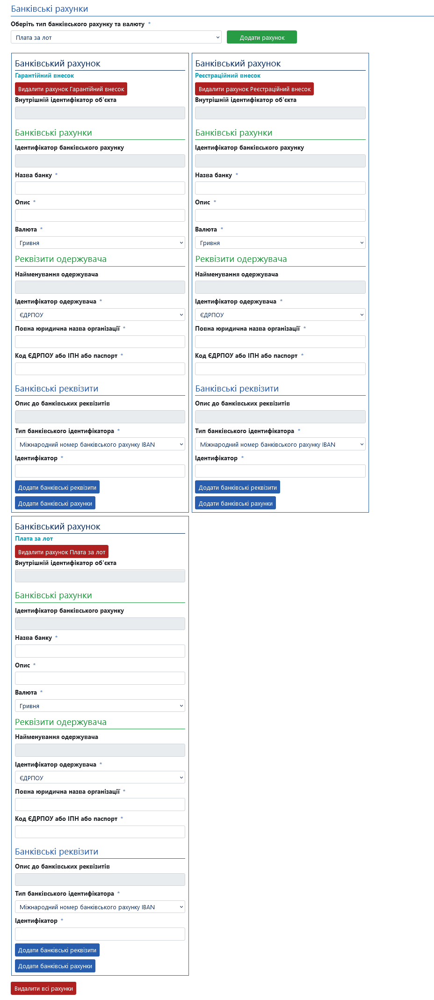 Банківські рахунки
Оберіть тип банківського рахунку та валюту *
Плата за лот
Додати рахунок
Банківський рахунок
Гарантійний внесок
Видалити рахунок Гарантійний внесок
Внутрішній ідентифікатор об'єкта
Банківські рахунки
Ідентифікатор банківського рахунку
Назва банку *
Опис *
Валюта *
Гривня
Реквізити одержувача
Найменування одержувача
Ідентифікатор одержувача *
ЄДРПОУ
Повна юридична назва організації *
Код ЄДРПОУ або ІПН або паспорт *
Банківські реквізити
Опис до банківських реквізитів
Тип банківського ідентифікатора *
Міжнародний номер банківського рахунку IBAN
Ідентифікатор *
Додати банківські реквізити
Додати банківські рахунки
Банківський рахунок
Реєстраційний внесок
Видалити рахунок Реєстраційний внесок
Внутрішній ідентифікатор об'єкта
Банківські рахунки
Ідентифікатор банківського рахунку
Назва банку *
Опис *
Валюта *
Гривня
Реквізити одержувача
Найменування одержувача
Ідентифікатор одержувача *
ЄДРПОУ
Повна юридична назва організації *
Код ЄДРПОУ або ІПН або паспорт *
Банківські реквізити
Опис до банківських реквізитів
Тип банківського ідентифікатора *
Міжнародний номер банківського рахунку IBAN
Ідентифікатор *
Додати банківські реквізити
Додати банківські рахунки
Банківський рахунок
Плата за лот
Видалити рахунок Плата за лот
Внутрішній ідентифікатор об'єкта
Банківські рахунки
Ідентифікатор банківського рахунку
Назва банку *
Опис *
Валюта *
Гривня
Реквізити одержувача
Найменування одержувача
Ідентифікатор одержувача *
ЄДРПОУ
Повна юридична назва організації *
Код ЄДРПОУ або ІПН або паспорт *
Банківські реквізити
Опис до банківських реквізитів
Тип банківського ідентифікатора *
Міжнародний номер банківського рахунку IBAN
Ідентифікатор *
Додати банківські реквізити
Додати банківські рахунки
Видалити всі рахунки